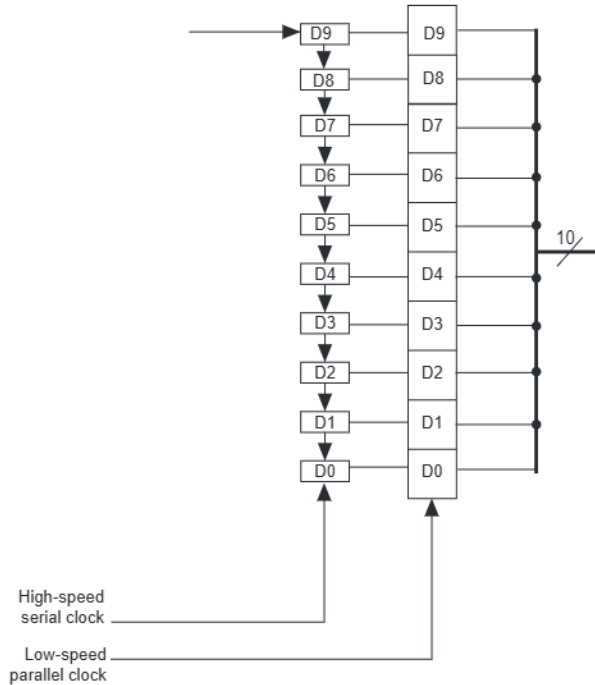 D9 D9
D8 D8
D7 D7
D6 D6
D5 D5
10
D4 D4
D3 D3
D2 D2
D1 D1
D0 D0
High-speed
serial clock
Low-speed
parallel clock